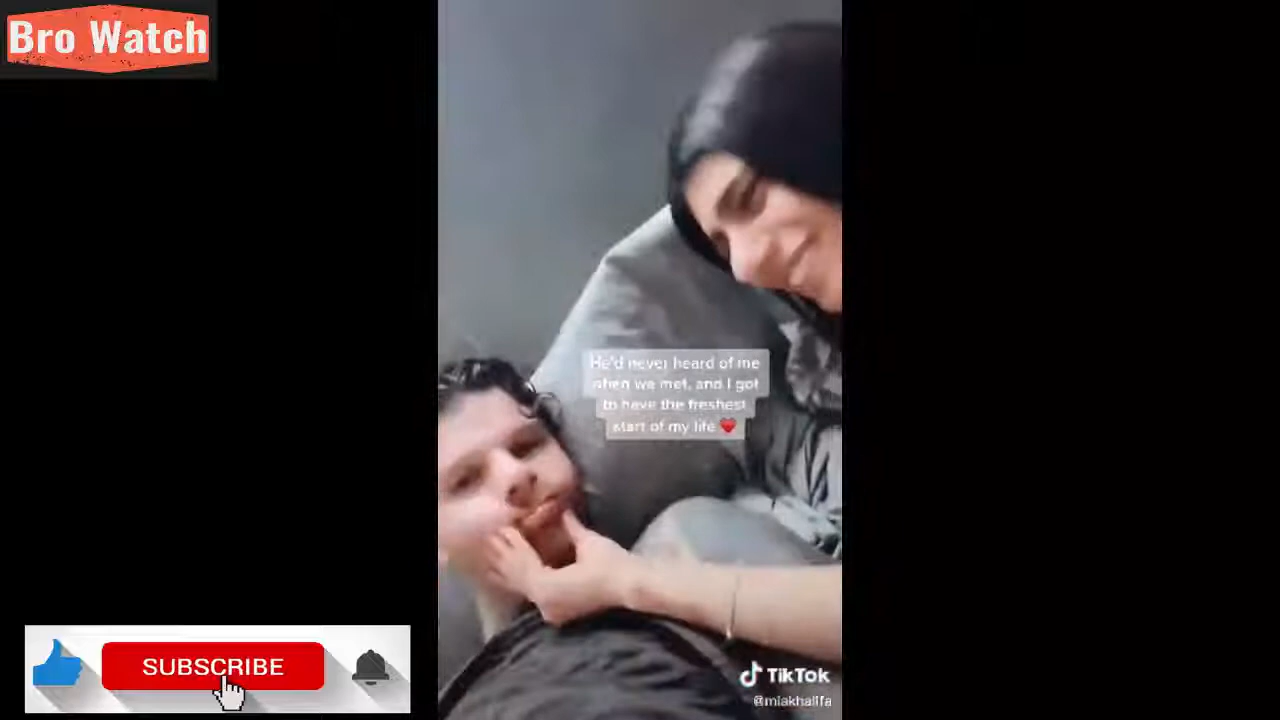 Bro Watch
He'd never heard of me
when we met, and I got
to have the freshest
start of my life
SUBSCRIBE
TikTok
@miakhalifa